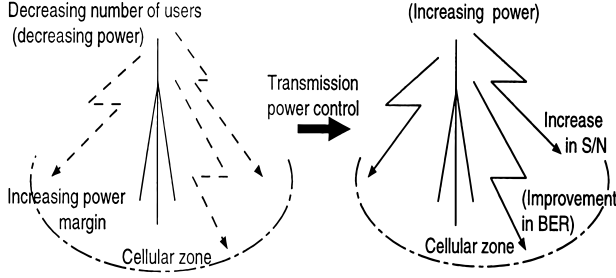 Decreasing number of users
(decreasing power)
Increasing power
margin
Cellular zone
Transmission
power control
(Increasing power)
Increase
in S/N
(Improvement
in BER)
Cellular zone